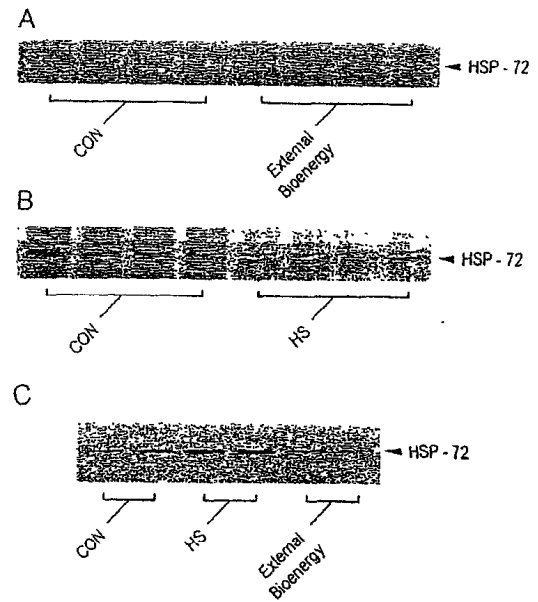 A
HSP - 72
CON
External
Bioenergy
B
HSP - 72
CON
HS
C
HSP - 72
CON
HS
External
Bioenergy